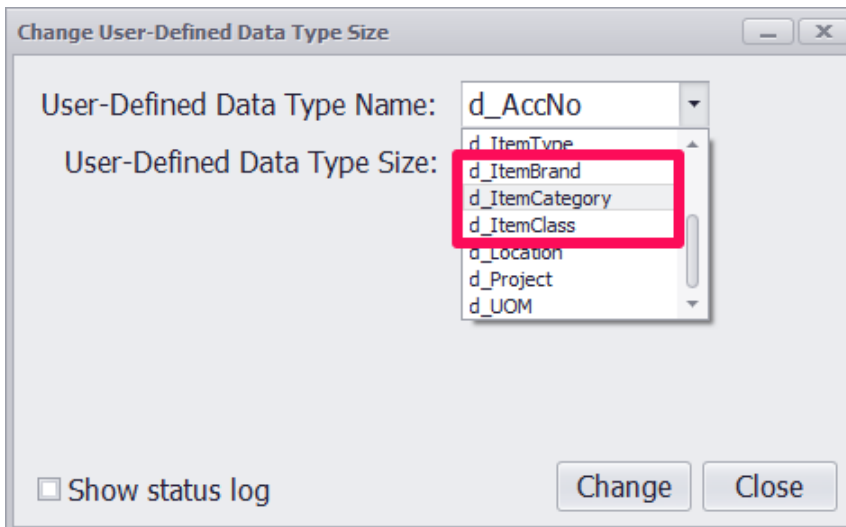 Change User-Defined Data Type Size
User-Defined Data Type Name: d_AccNo
User-Defined Data Type Size:
d_ItemType
d_ItemBrand
d_ItemCategory
d_ItemClass
d_Location
d_Project
d_UOM
Show status log
Change
Close